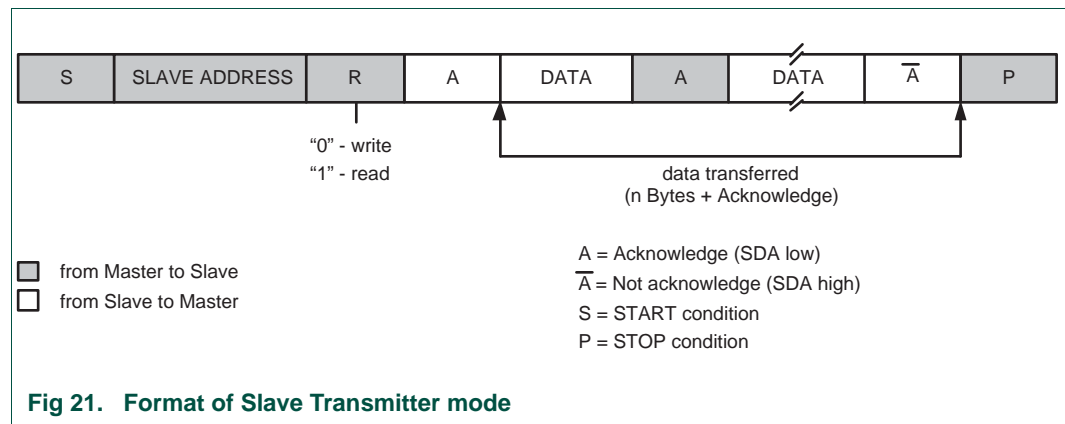 S SLAVE ADDRESS R A DATA A DATA A̅ P
“0” - write
“1” - read
data transferred
(n Bytes + Acknowledge)
from Master to Slave
from Slave to Master
A = Acknowledge (SDA low)
A̅ = Not acknowledge (SDA high)
S = START condition
P = STOP condition
Fig 21. Format of Slave Transmitter mode